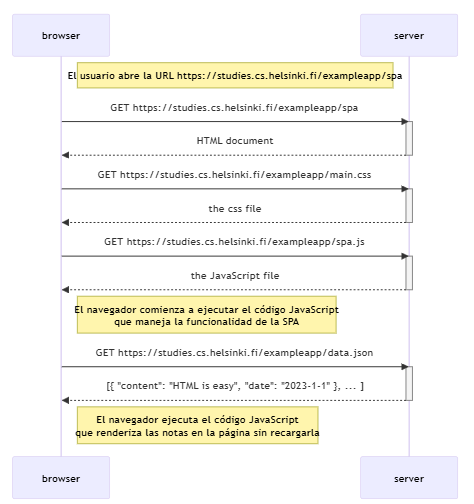 browser server
El usuario abre la URL https://studies.cs.helsinki.fi/exampleapp/spa
GET https://studies.cs.helsinki.fi/exampleapp/spa
HTML document
GET https://studies.cs.helsinki.fi/exampleapp/main.css
the css file
GET https://studies.cs.helsinki.fi/exampleapp/spa.js
the JavaScript file
El navegador comienza a ejecutar el código JavaScript
que maneja la funcionalidad de la SPA
GET https://studies.cs.helsinki.fi/exampleapp/data.json
[{ "content": "HTML is easy", "date": "2023-1-1" }, ... ]
El navegador ejecuta el código JavaScript
que renderiza las notas en la página sin recargarla
browser server